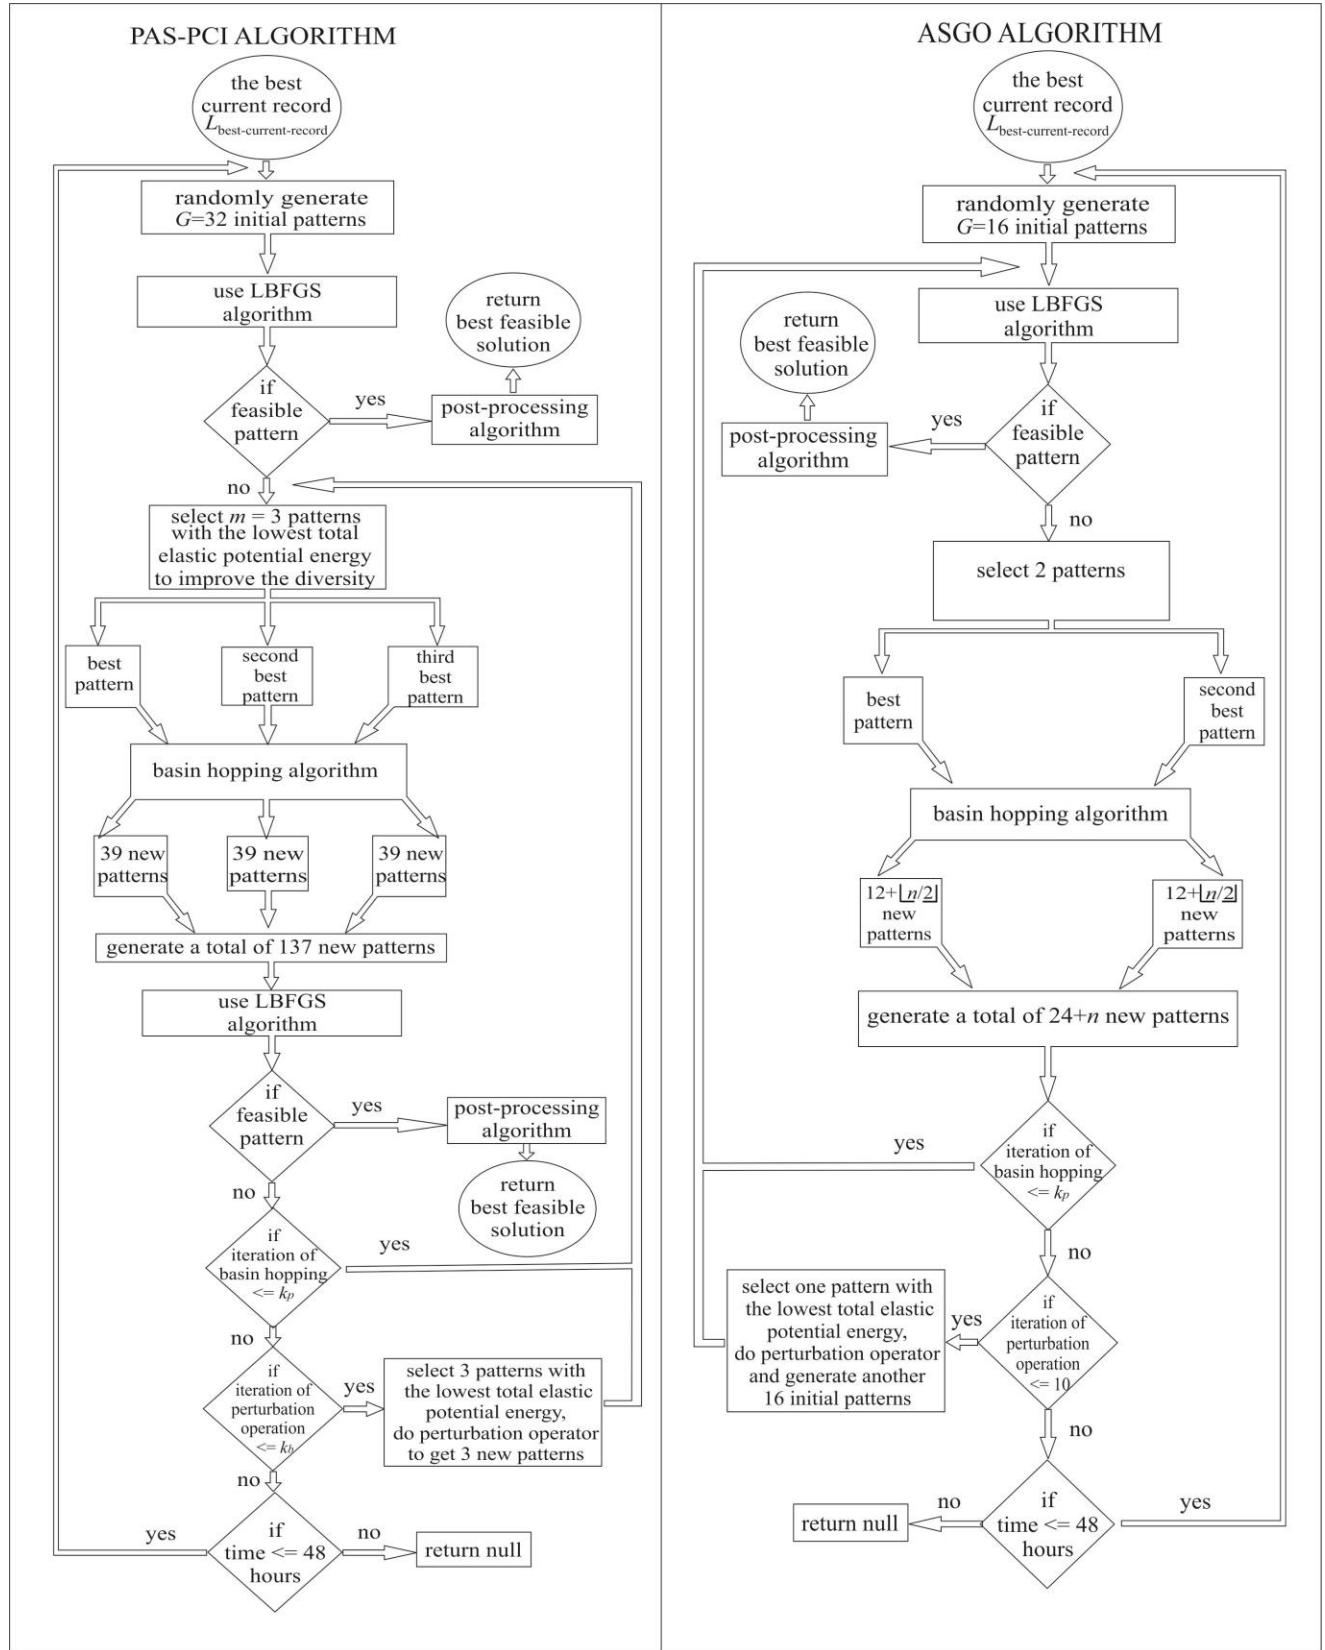 PAS-PCI ALGORITHM
the best
current record
L_best-current-record
randomly generate
G=32 initial patterns
use LBFGS
algorithm
return
best feasible
solution
if
feasible
pattern
yes
post-processing
algorithm
no
select m = 3 patterns
with the lowest total
elastic potential energy
to improve the diversity
best
pattern
second
best
pattern
third
best
pattern
basin hopping algorithm
39 new
patterns
39 new
patterns
39 new
patterns
generate a total of 137 new patterns
use LBFGS
algorithm
if
feasible
pattern
yes
post-processing
algorithm
return
best feasible
solution
no
if
iteration of
basin hopping
<= kp
yes
no
if
iteration of
perturbation
operation
<= kb
yes
select 3 patterns with
the lowest total elastic
potential energy,
do perturbation operator
to get 3 new patterns
no
if
time <= 48
hours
yes
no
return null
ASGO ALGORITHM
the best
current record
L_best-current-record
randomly generate
G=16 initial patterns
use LBFGS
algorithm
return
best feasible
solution
if
feasible
pattern
yes
post-processing
algorithm
no
select 2 patterns
best
pattern
second
best
pattern
basin hopping algorithm
12+⌊n/2⌋
new
patterns
12+⌊n/2⌋
new
patterns
generate a total of 24+n new patterns
if
iteration of
basin hopping
<= kp
yes
no
if
iteration of
perturbation
operation
<= 10
yes
select one pattern with
the lowest total elastic
potential energy,
do perturbation operator
and generate another
16 initial patterns
no
if
time <= 48
hours
yes
no
return null